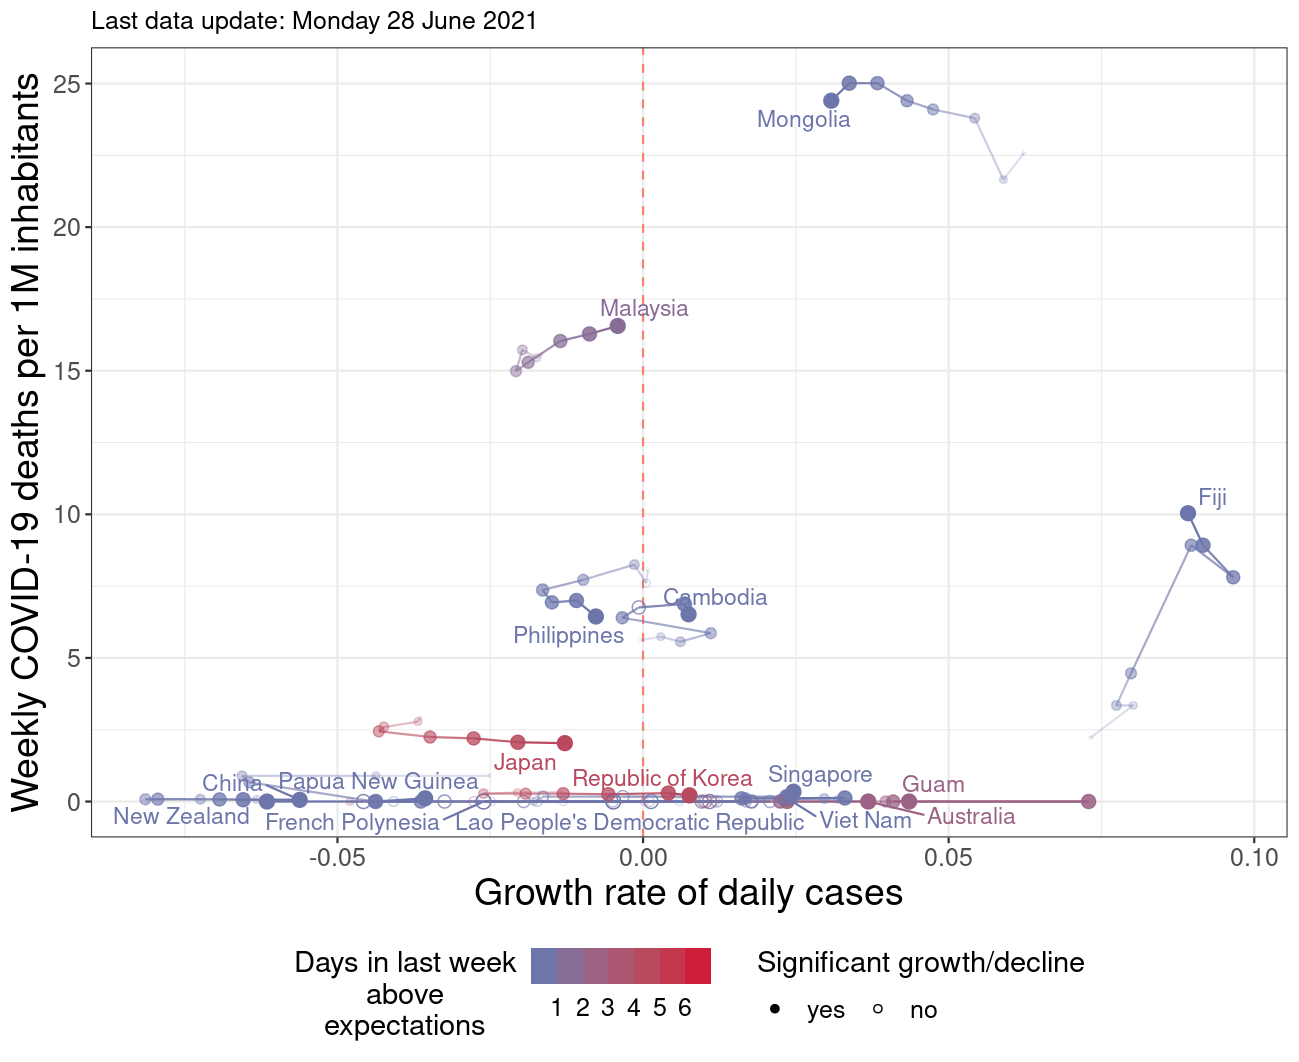 Last data update: Monday 28 June 2021
Weekly COVID-19 deaths per 1M inhabitants
25
20
15
10
5
0
Mongolia
Malaysia
Fiji
Cambodia
Philippines
Japan
Republic of Korea
Singapore
China
Papua New Guinea
Guam
New Zealand
French Polynesia
Lao People's Democratic Republic
Viet Nam
Australia
-0.05
0.00
0.05
0.10
Growth rate of daily cases
Days in last week
above
expectations
1 2 3 4 5 6
Significant growth/decline
yes
no